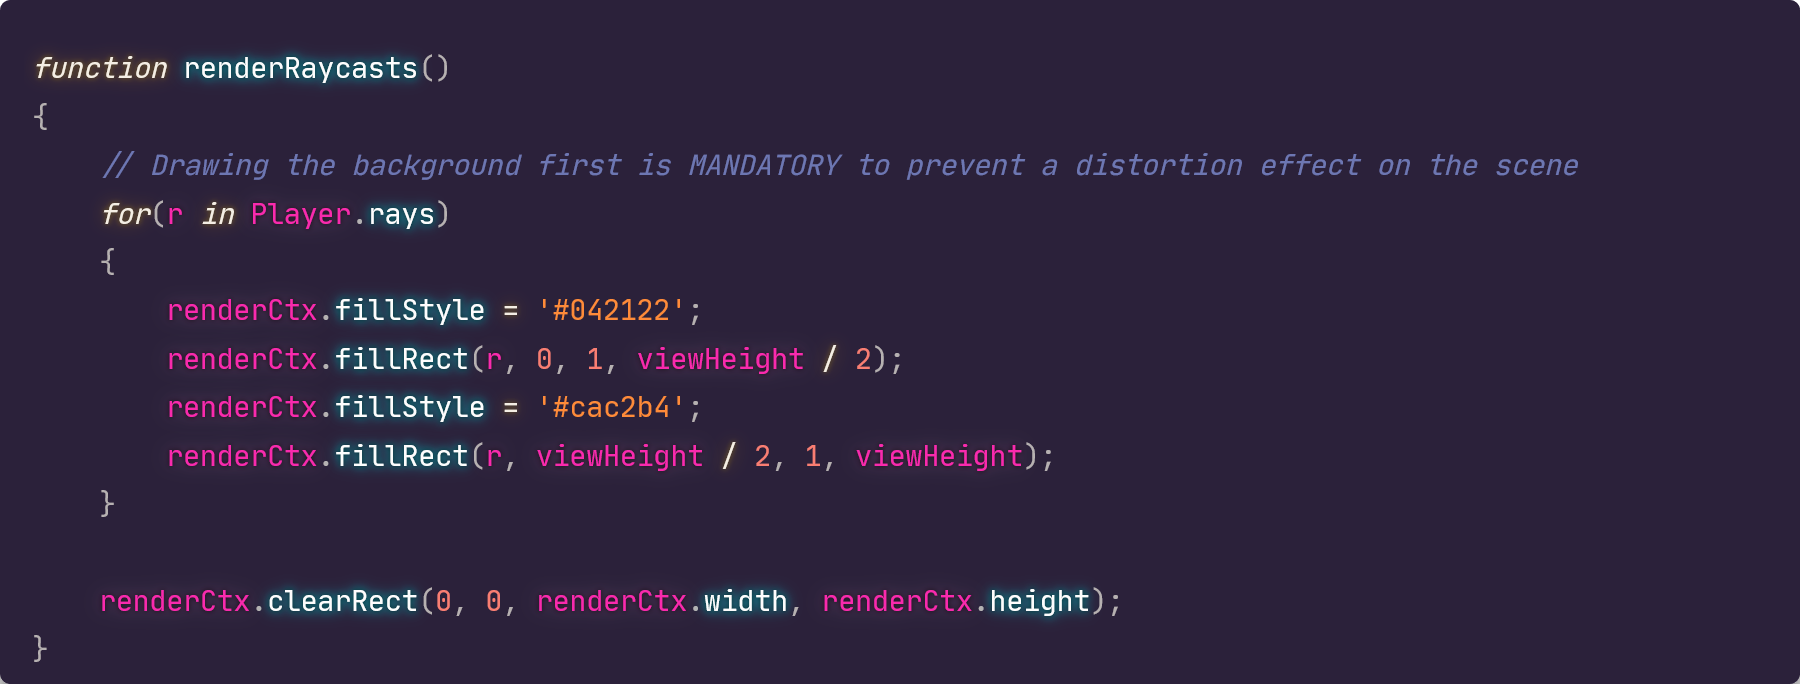 function renderRaycasts()
{
    // Drawing the background first is MANDATORY to prevent a distortion effect on the scene
    for(r in Player.rays)
    {
        renderCtx.fillStyle = '#042122';
        renderCtx.fillRect(r, 0, 1, viewHeight / 2);
        renderCtx.fillStyle = '#cac2b4';
        renderCtx.fillRect(r, viewHeight / 2, 1, viewHeight);
    }

    renderCtx.clearRect(0, 0, renderCtx.width, renderCtx.height);
}